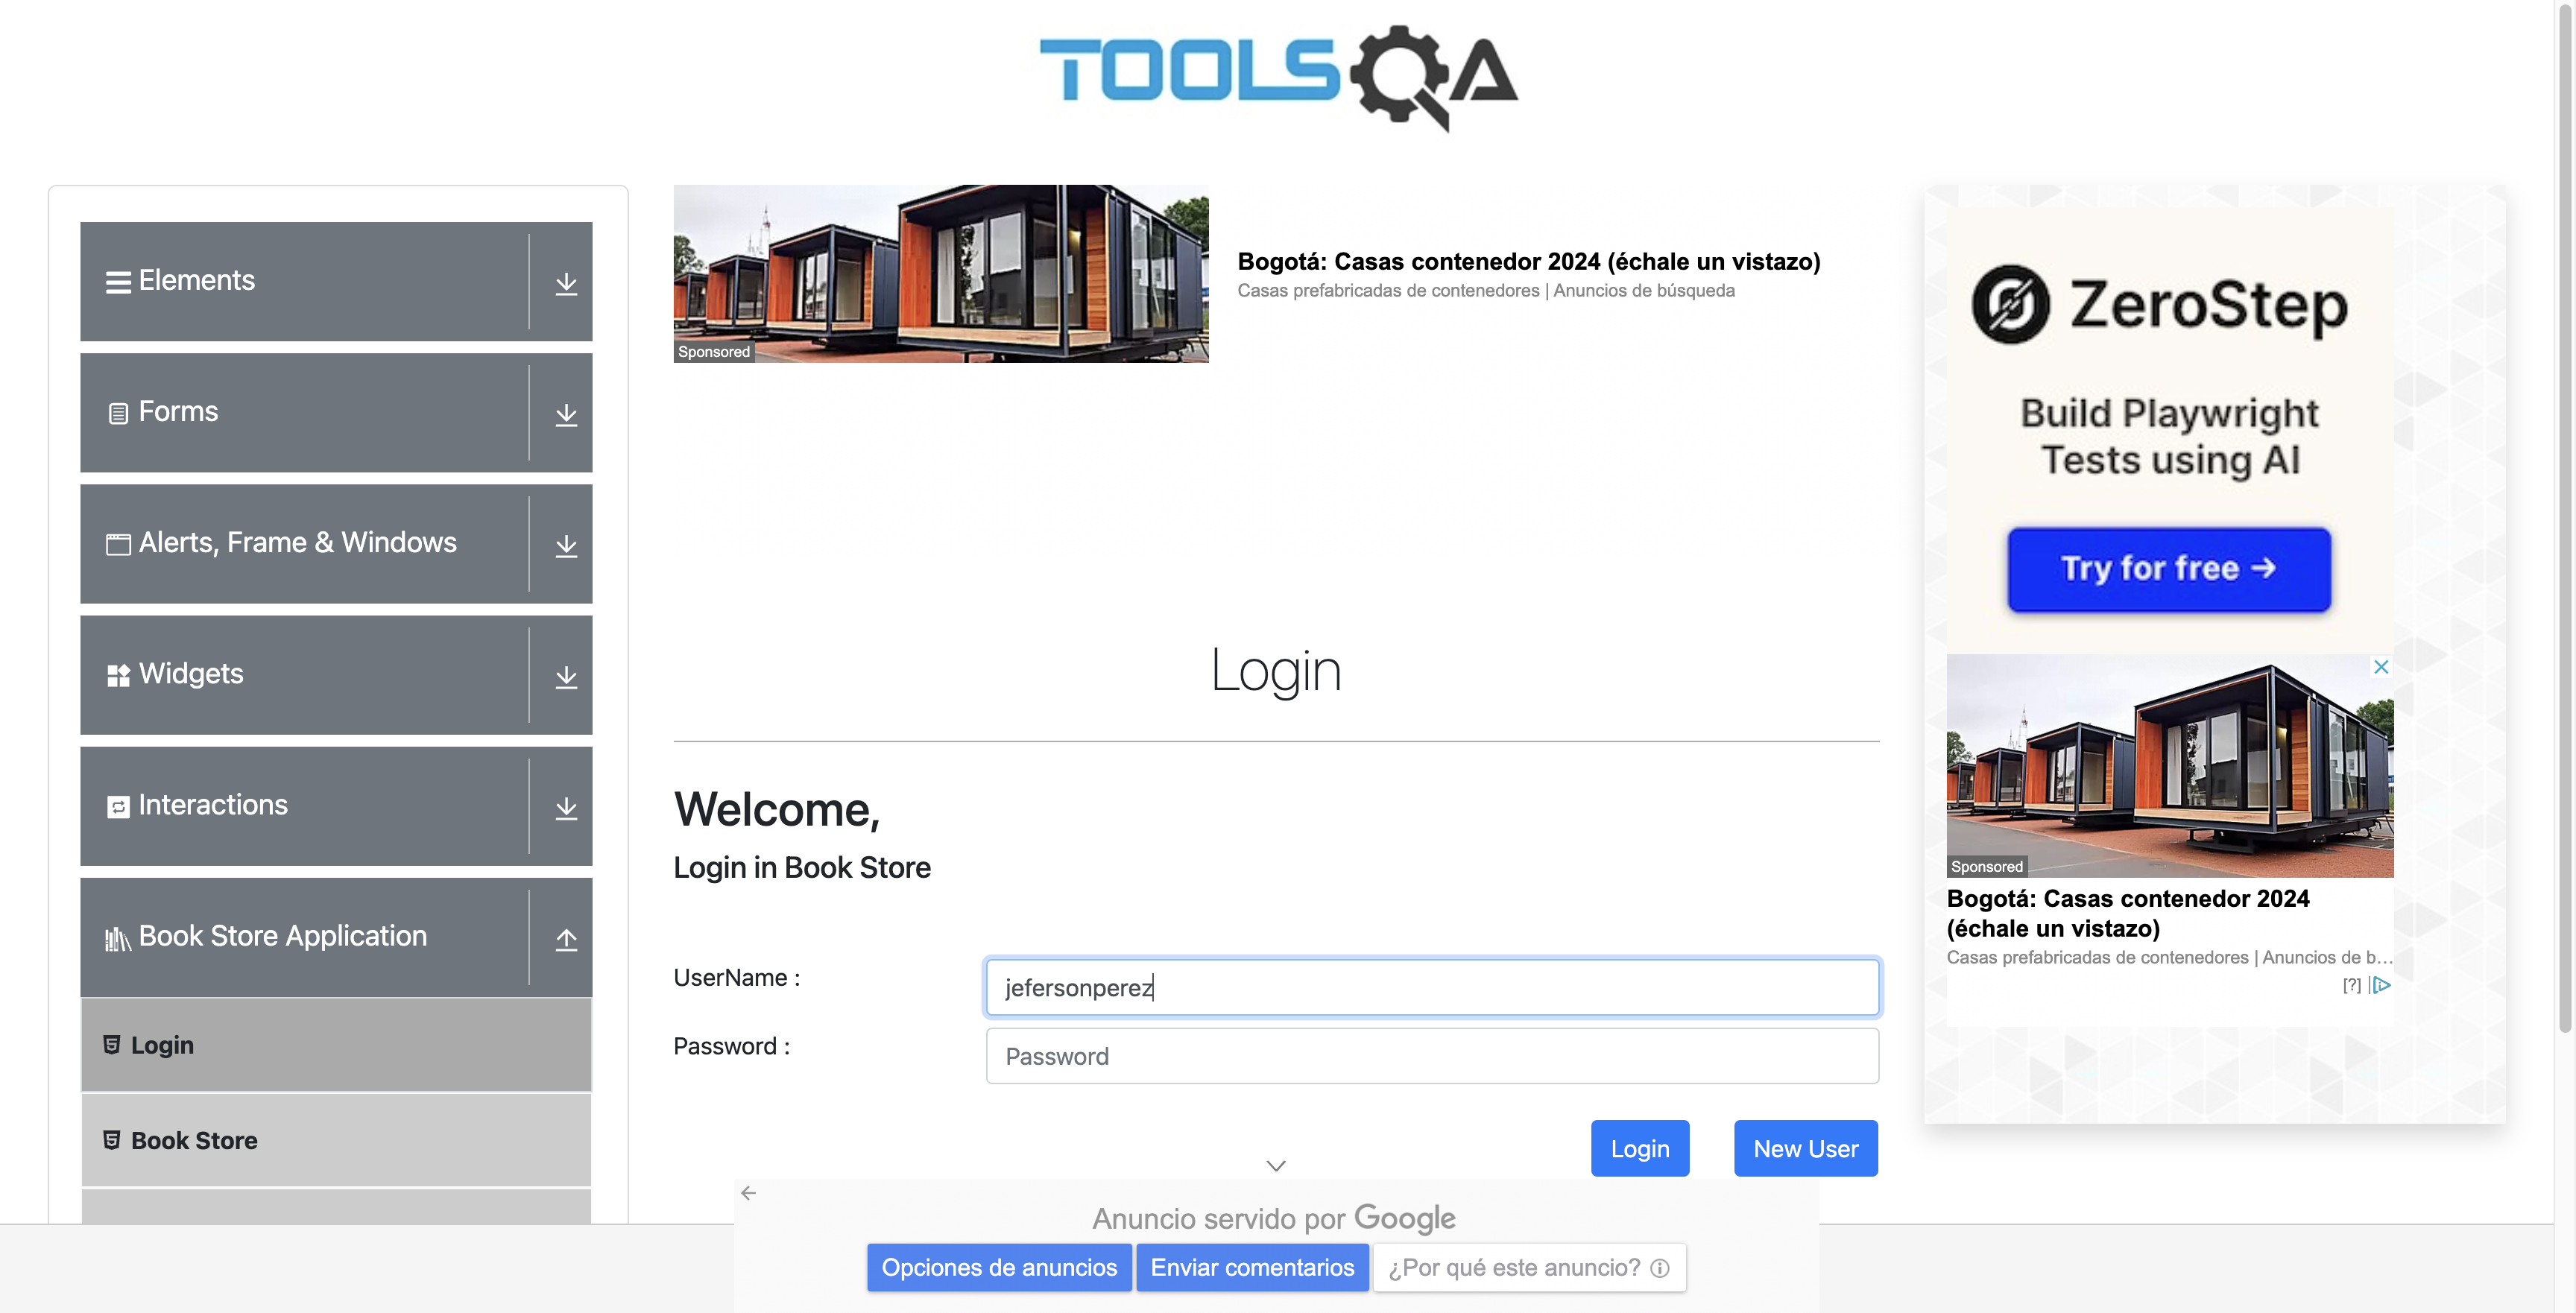 TOOLSQA
Elements
Forms
Alerts, Frame & Windows
Widgets
Interactions
Book Store Application
Login
Book Store
Sponsored
Bogotá: Casas contenedor 2024 (échale un vistazo)
Casas prefabricadas de contenedores | Anuncios de búsqueda
Login
Welcome,
Login in Book Store
UserName :
jefersonperez
Password :
Password
Login
New User
ZeroStep
Build Playwright
Tests using AI
Try for free →
Sponsored
Bogotá: Casas contenedor 2024
(échale un vistazo)
Casas prefabricadas de contenedores | Anuncios de b...
[?]
Anuncio servido por Google
Opciones de anuncios
Enviar comentarios
¿Por qué este anuncio?